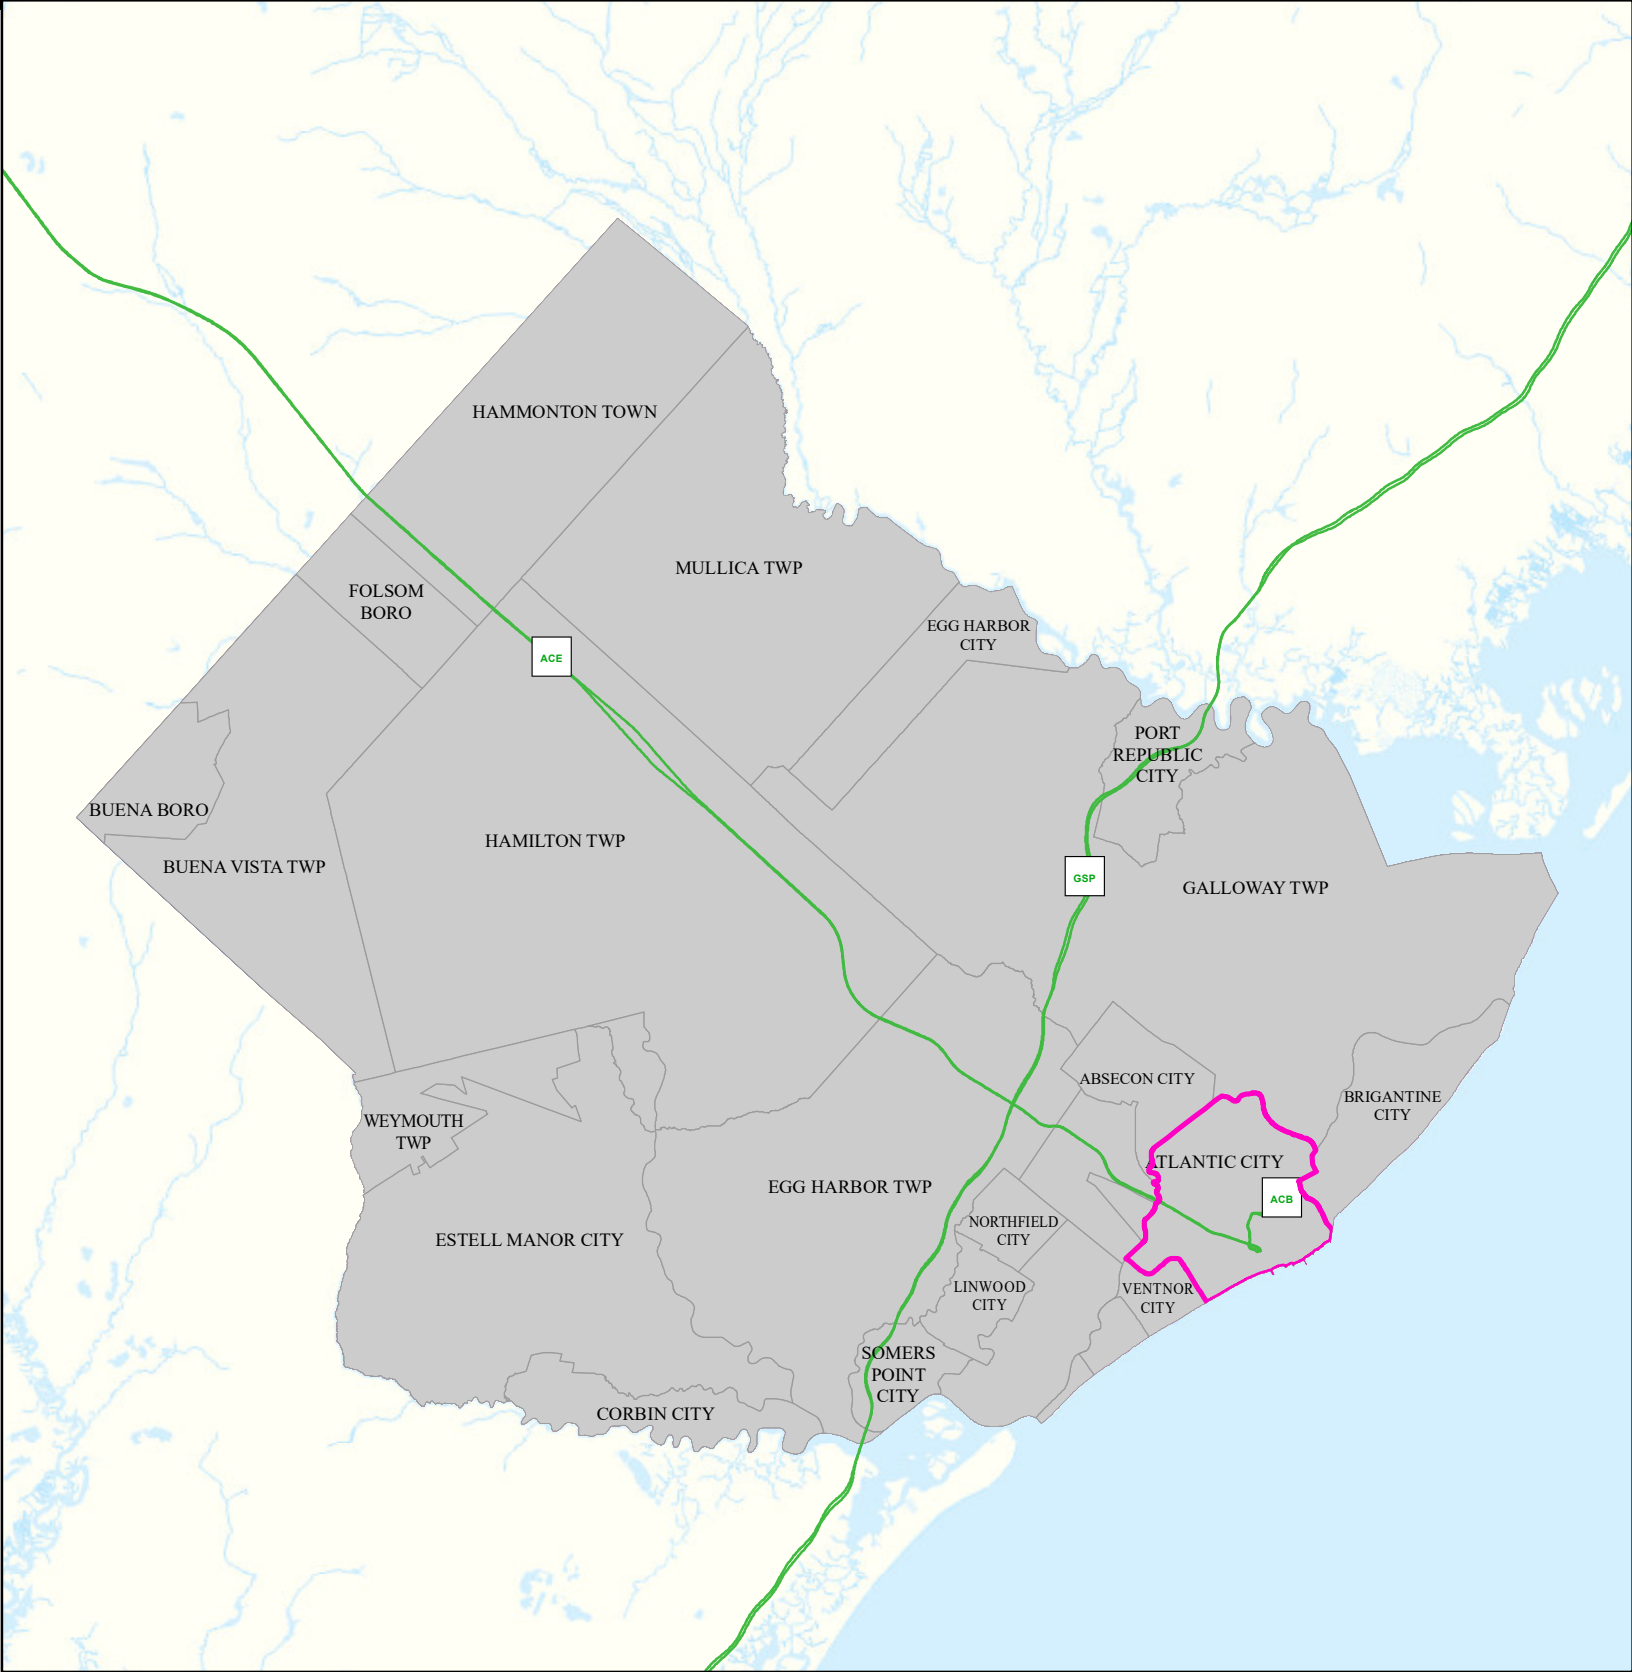 HAMMONTON TOWN
MULLICA TWP
FOLSOM
BORO
EGG HARBOR
CITY
ACE
PORT
REPUBLIC
CITY
BUENA BORO
HAMILTON TWP
BUENA VISTA TWP
GSP
GALLOWAY TWP
ABSECON CITY
BRIGANTINE
CITY
WEYMOUTH
TWP
ATLANTIC CITY
EGG HARBOR TWP
ACB
NORTHFIELD
CITY
ESTELL MANOR CITY
LINWOOD
CITY
VENTNOR
CITY
SOMERS
POINT
CITY
CORBIN CITY